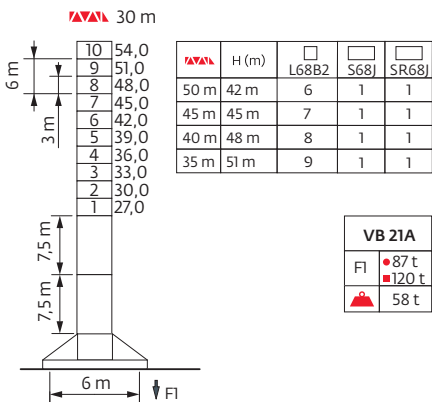 30 m
10 54,0
9 51,0
8 48,0
7 45,0
6 42,0
5 39,0
4 36,0
3 33,0
2 30,0
1 27,0
6 m
3 m
7,5 m
7,5 m
6 m
F1
H (m) L68B2 S68J SR68J
50 m 42 m 6 1 1
45 m 45 m 7 1 1
40 m 48 m 8 1 1
35 m 51 m 9 1 1
VB 21A
F1 87 t
120 t
58 t